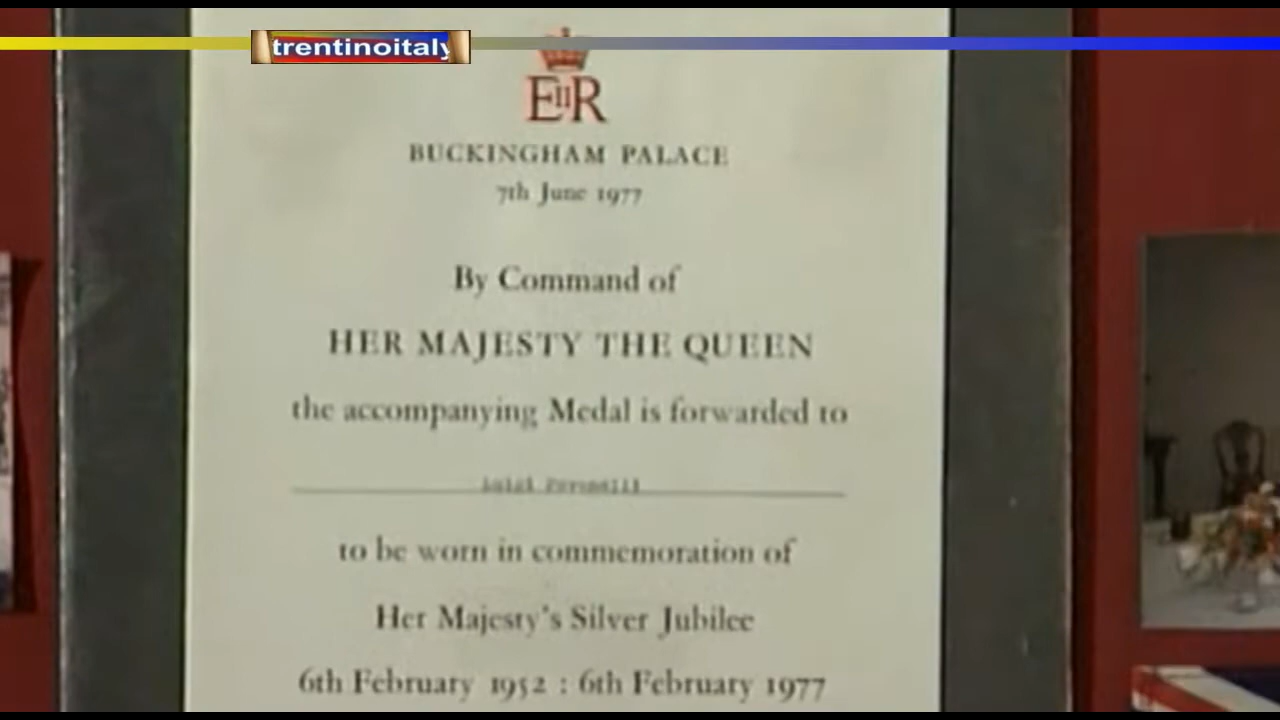 trentinoitaly
EIIR
BUCKINGHAM PALACE
7th June 1977
By Command of
HER MAJESTY THE QUEEN
the accompanying Medal is forwarded to
Luigi
to be worn in commemoration of
Her Majesty's Silver Jubilee
6th February 1952 : 6th February 1977